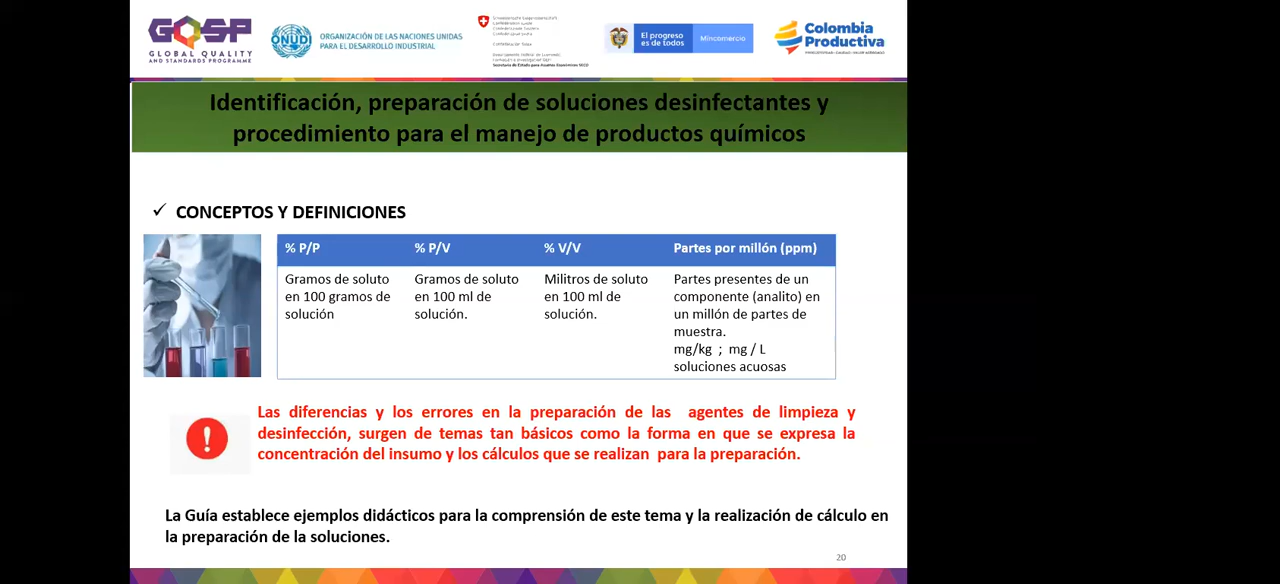 GQSP
GLOBAL QUALITY
AND STANDARDS PROGRAMME
ONUDI
ORGANIZACIÓN DE LAS NACIONES UNIDAS
PARA EL DESARROLLO INDUSTRIAL
El progreso
es de todos
Mincomercio
Colombia
Productiva
Identificación, preparación de soluciones desinfectantes y
procedimiento para el manejo de productos químicos
✓ CONCEPTOS Y DEFINICIONES
% P/P % P/V % V/V Partes por millón (ppm)
Gramos de soluto
en 100 gramos de
solución
Gramos de soluto
en 100 ml de
solución.
Militros de soluto
en 100 ml de
solución.
Partes presentes de un
componente (analito) en
un millón de partes de
muestra.
mg/kg ; mg / L
soluciones acuosas
Las diferencias y los errores en la preparación de las agentes de limpieza y
desinfección, surgen de temas tan básicos como la forma en que se expresa la
concentración del insumo y los cálculos que se realizan para la preparación.
La Guía establece ejemplos didácticos para la comprensión de este tema y la realización de cálculo en
la preparación de la soluciones.
20